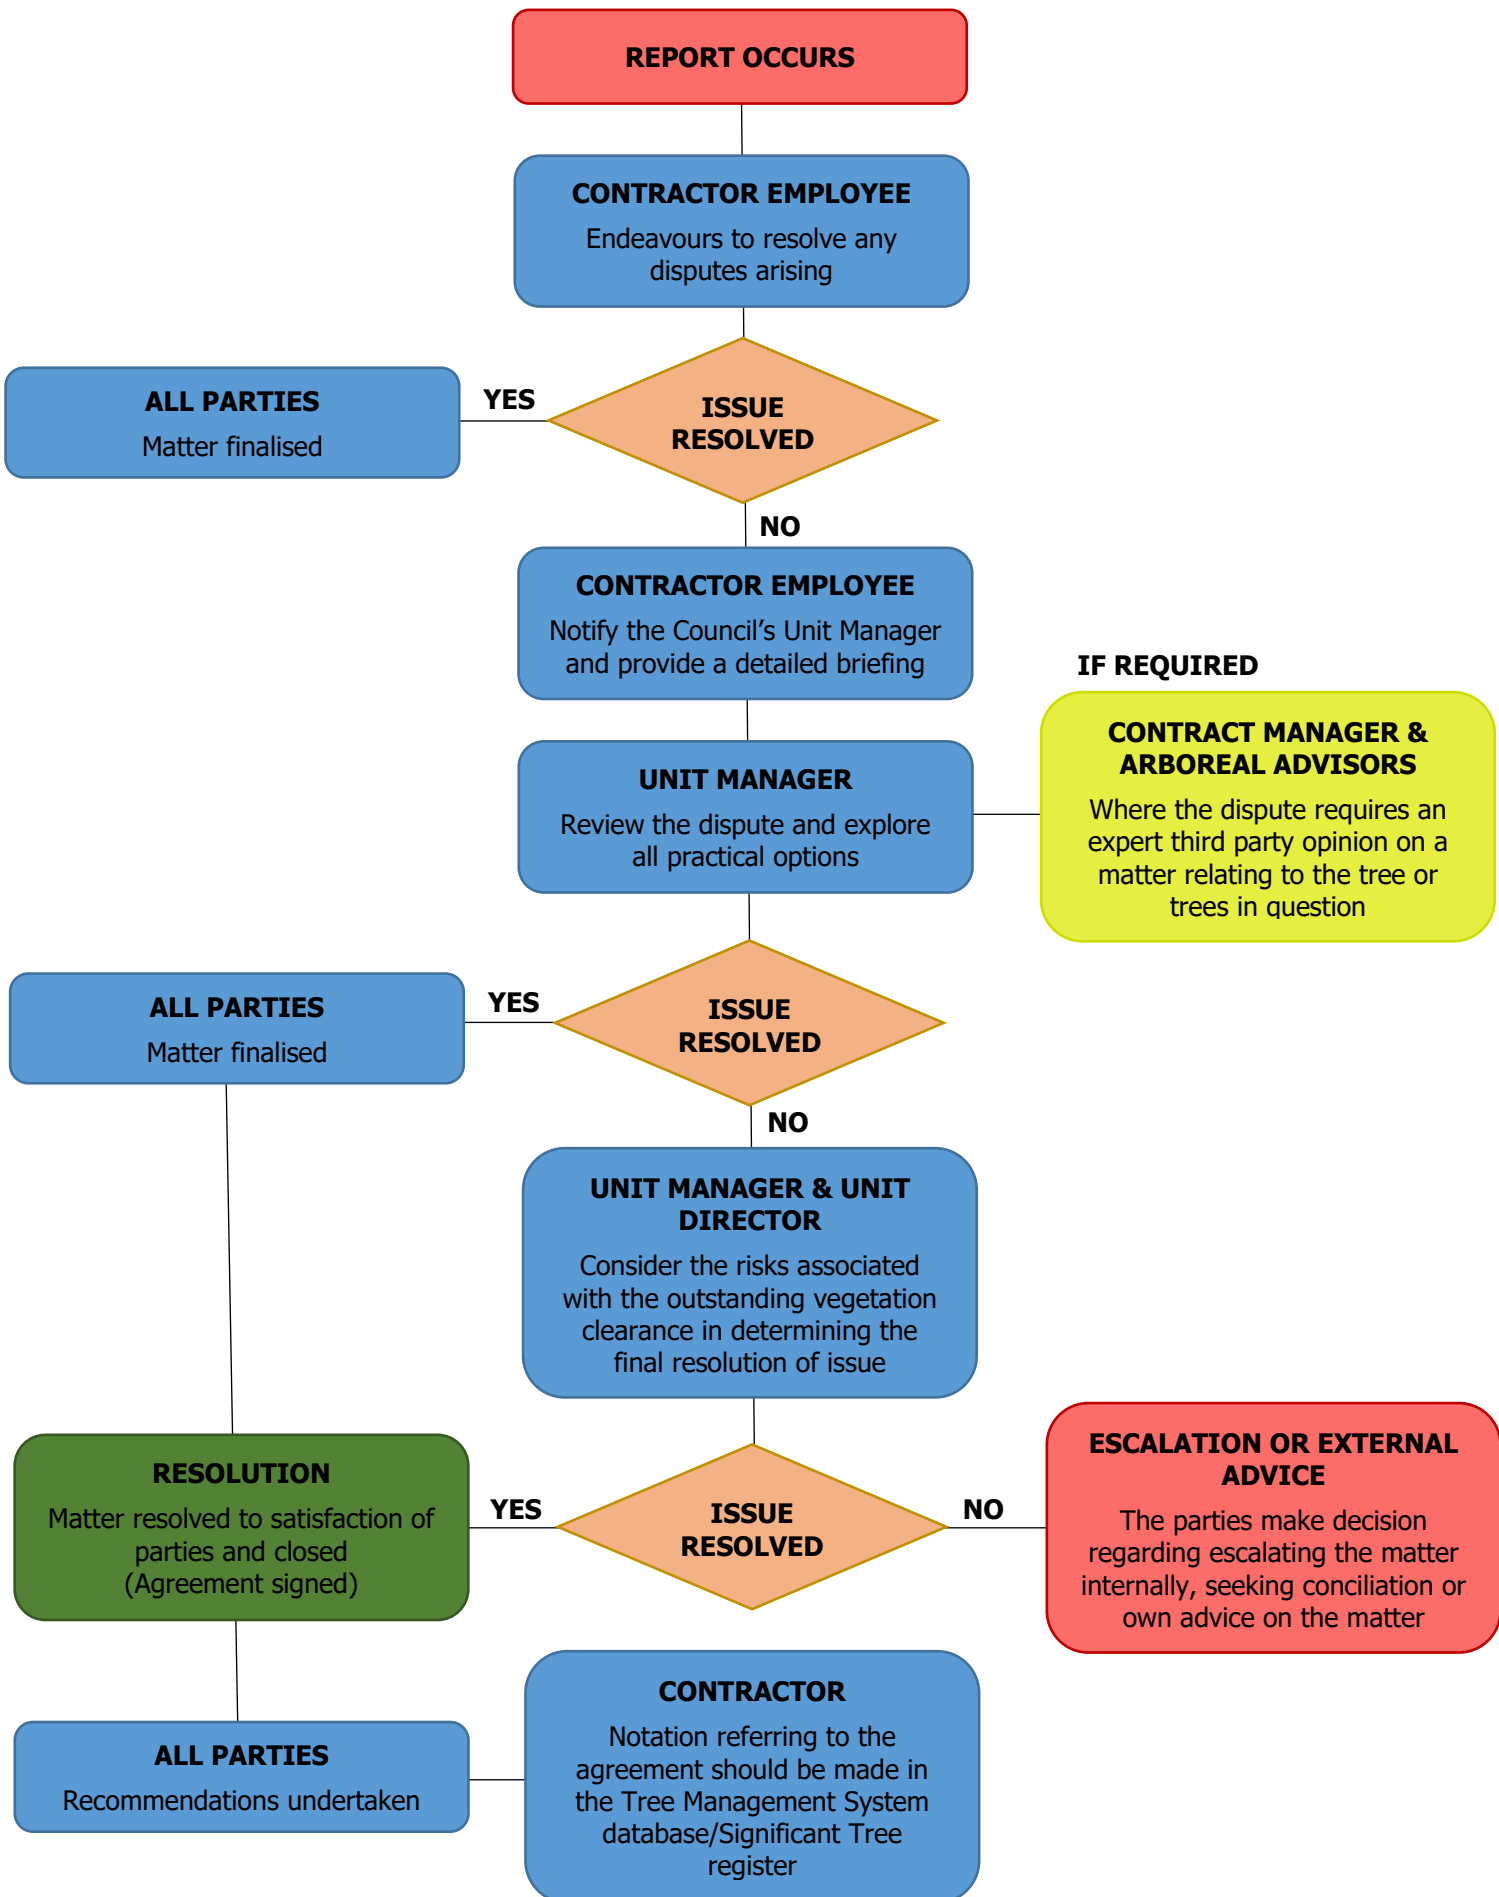 REPORT OCCURS
CONTRACTOR EMPLOYEE
Endeavours to resolve any
disputes arising
ALL PARTIES
Matter finalised
YES
ISSUE
RESOLVED
NO
CONTRACTOR EMPLOYEE
Notify the Council’s Unit Manager
and provide a detailed briefing
IF REQUIRED
CONTRACT MANAGER &
ARBOREAL ADVISORS
Where the dispute requires an
expert third party opinion on a
matter relating to the tree or
trees in question
UNIT MANAGER
Review the dispute and explore
all practical options
ALL PARTIES
Matter finalised
YES
ISSUE
RESOLVED
NO
UNIT MANAGER & UNIT
DIRECTOR
Consider the risks associated
with the outstanding vegetation
clearance in determining the
final resolution of issue
RESOLUTION
Matter resolved to satisfaction of
parties and closed
(Agreement signed)
YES
ISSUE
RESOLVED
NO
ESCALATION OR EXTERNAL
ADVICE
The parties make decision
regarding escalating the matter
internally, seeking conciliation or
own advice on the matter
ALL PARTIES
Recommendations undertaken
CONTRACTOR
Notation referring to the
agreement should be made in
the Tree Management System
database/Significant Tree
register